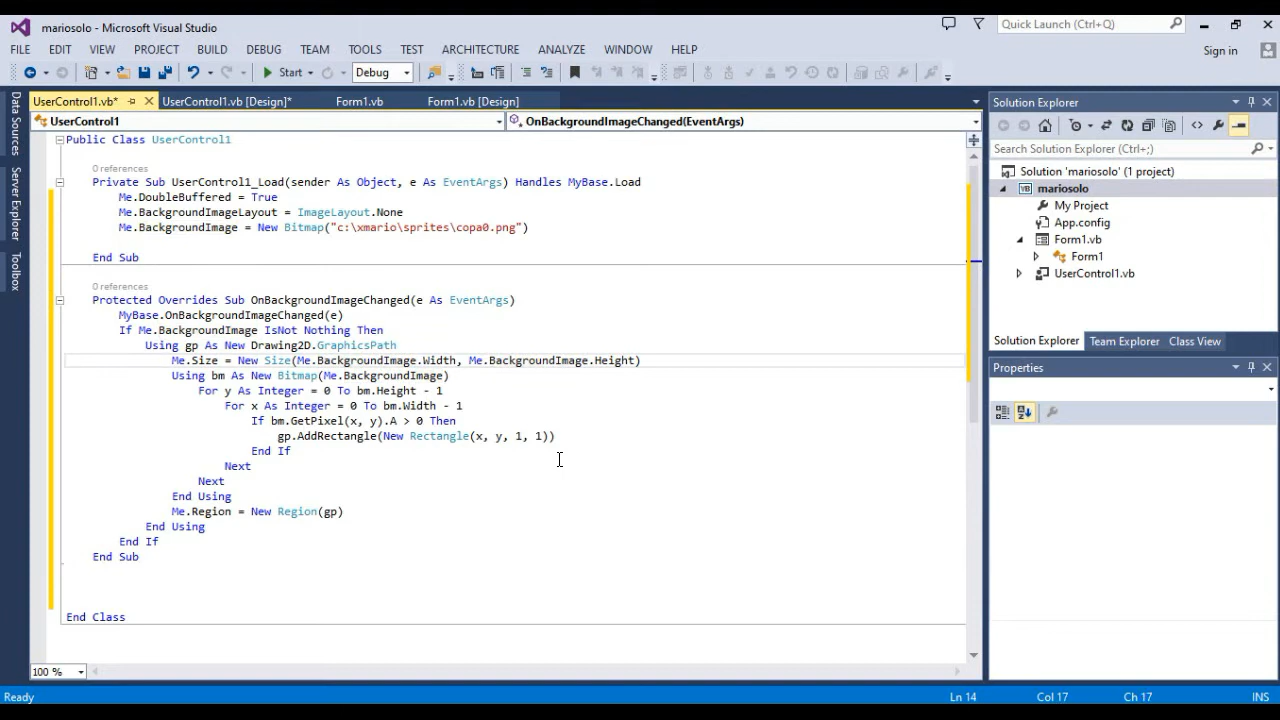 mariosolo - Microsoft Visual Studio
Quick Launch (Ctrl+Q)
FILE EDIT VIEW PROJECT BUILD DEBUG TEAM TOOLS TEST ARCHITECTURE ANALYZE WINDOW HELP
Sign in
Start Debug
UserControl1.vb* UserControl1.vb [Design]* Form1.vb Form1.vb [Design]
UserControl1 OnBackgroundImageChanged(EventArgs)
Data Sources
Server Explorer
Toolbox
Public Class UserControl1
0 references
Private Sub UserControl1_Load(sender As Object, e As EventArgs) Handles MyBase.Load
Me.DoubleBuffered = True
Me.BackgroundImageLayout = ImageLayout.None
Me.BackgroundImage = New Bitmap("c:\xmario\sprites\copa0.png")
End Sub
0 references
Protected Overrides Sub OnBackgroundImageChanged(e As EventArgs)
MyBase.OnBackgroundImageChanged(e)
If Me.BackgroundImage IsNot Nothing Then
Using gp As New Drawing2D.GraphicsPath
Me.Size = New Size(Me.BackgroundImage.Width, Me.BackgroundImage.Height)
Using bm As New Bitmap(Me.BackgroundImage)
For y As Integer = 0 To bm.Height - 1
For x As Integer = 0 To bm.Width - 1
If bm.GetPixel(x, y).A > 0 Then
gp.AddRectangle(New Rectangle(x, y, 1, 1))
End If
Next
Next
End Using
Me.Region = New Region(gp)
End Using
End If
End Sub
End Class
100 %
Solution Explorer
Search Solution Explorer (Ctrl+;)
Solution 'mariosolo' (1 project)
mariosolo
My Project
App.config
Form1.vb
Form1
UserControl1.vb
Solution Explorer Team Explorer Class View
Properties
Ready Ln 14 Col 17 Ch 17 INS